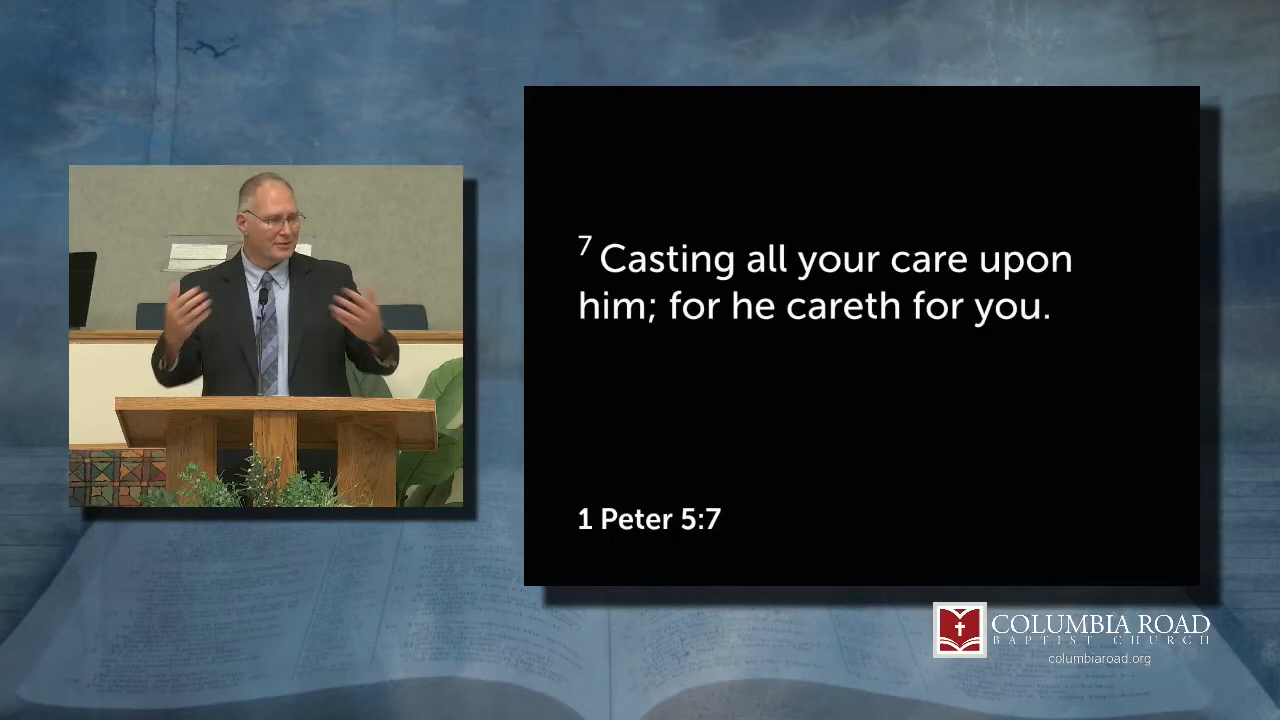 7 Casting all your care upon
him; for he careth for you.
1 Peter 5:7
COLUMBIA ROAD
BAPTIST CHURCH
columbiaroad.org